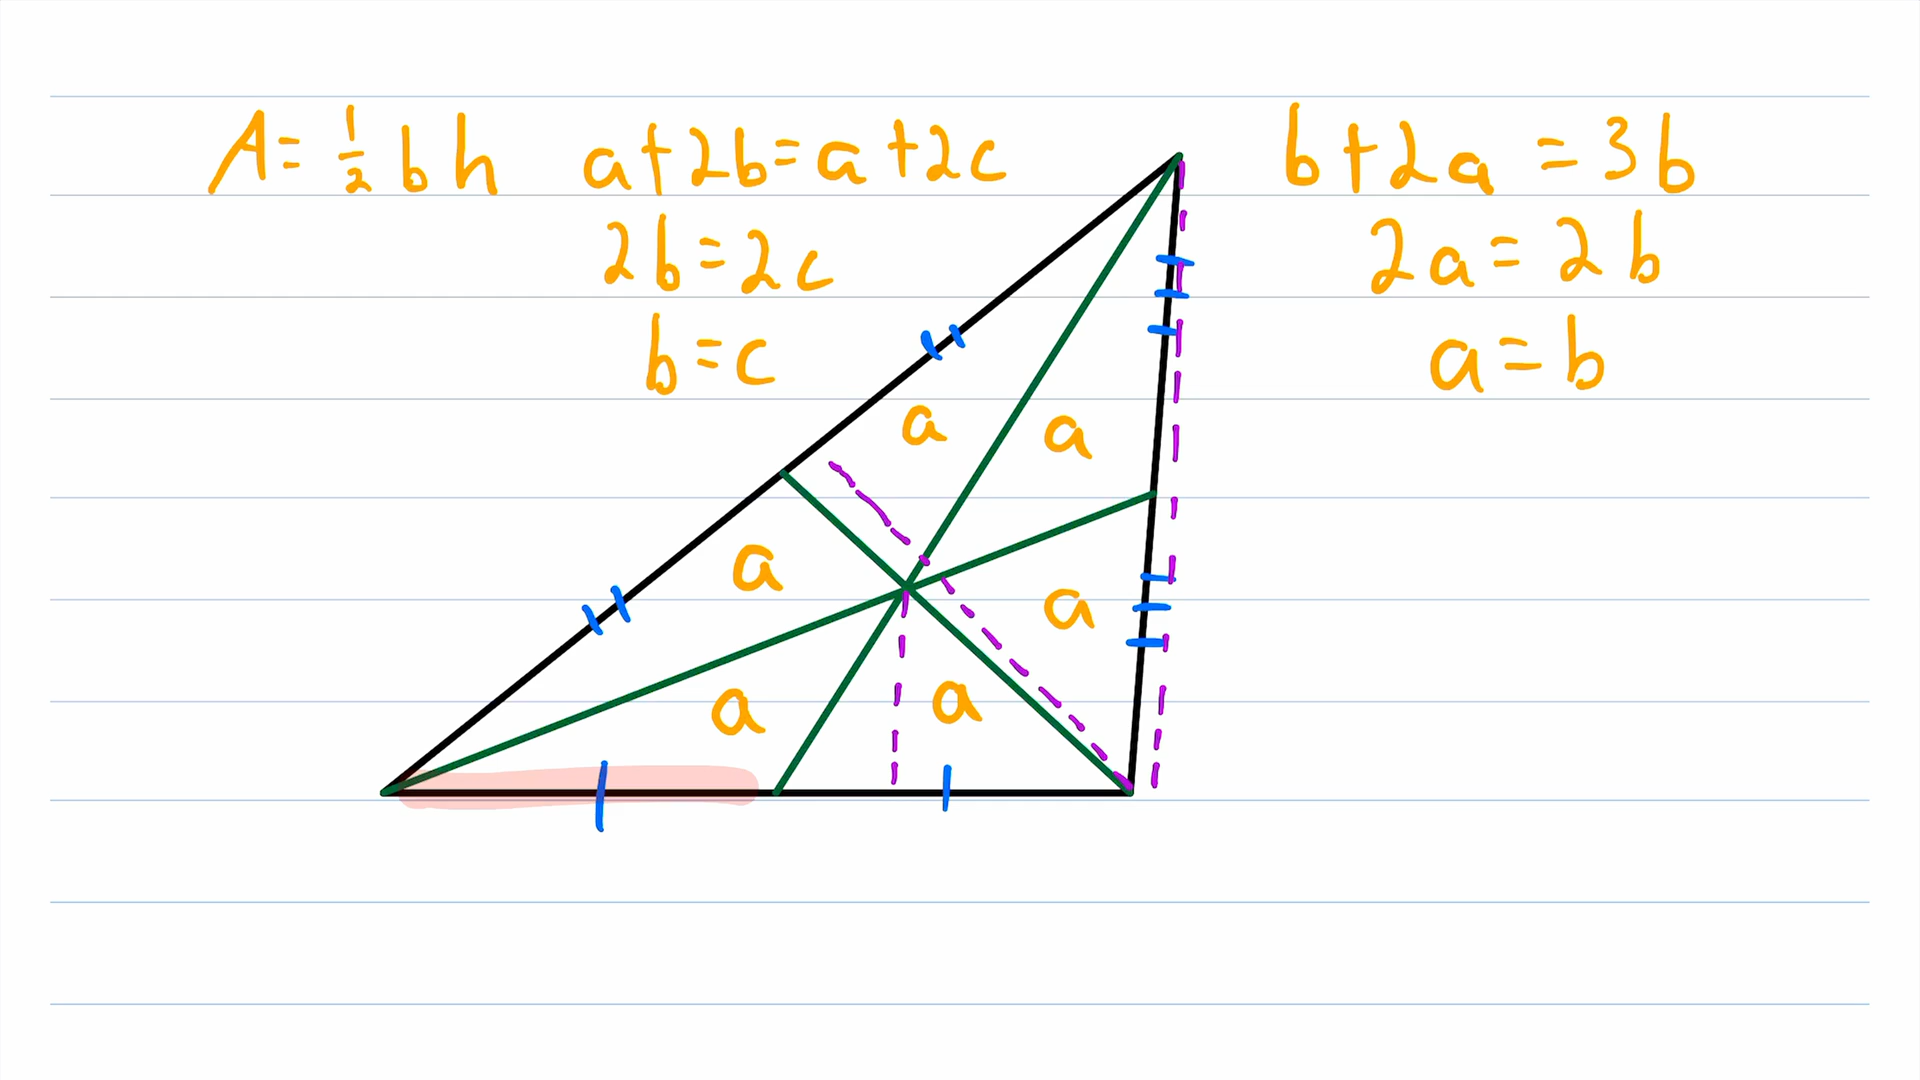 A = 1/2 b h
a + 2b = a + 2c
2b = 2c
b = c
b + 2a = 3b
2a = 2b
a = b
a
a
a
a
a
a